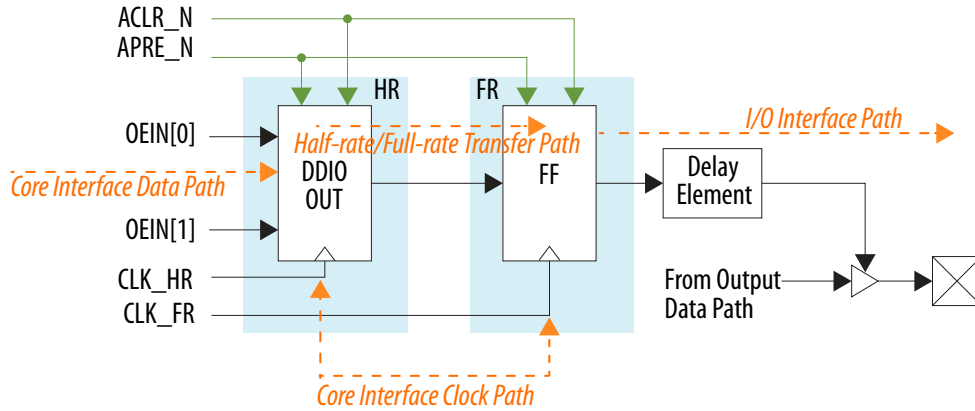 ACLR_N
APRE_N
HR
FR
OEIN[0]
I/O Interface Path
Half-rate/Full-rate Transfer Path
DDIO
OUT
FF
Delay
Element
Core Interface Data Path
OEIN[1]
CLK_HR
CLK_FR
From Output
Data Path
Core Interface Clock Path